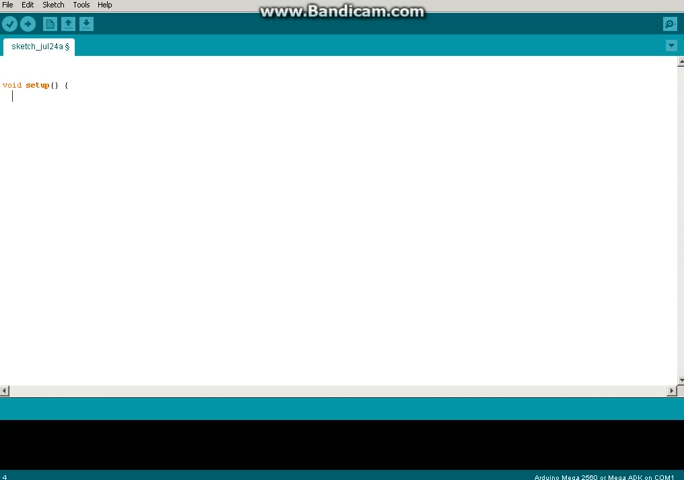 www.Bandicam.com
File Edit Sketch Tools Help
sketch_jul24a §
void setup() {
4
Arduino Mega 2560 or Mega ADK on COM1